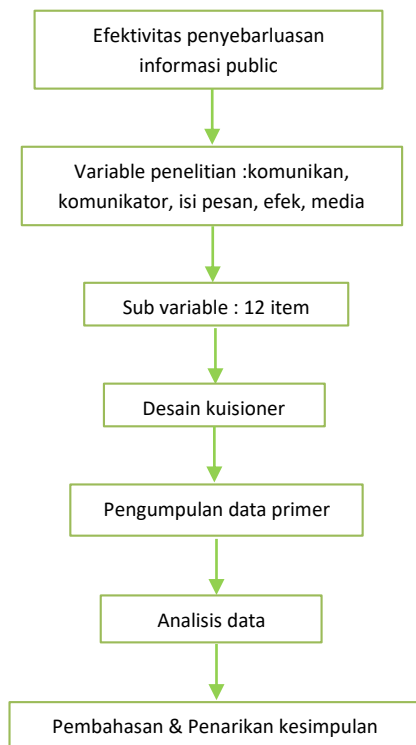 Efektivitas penyebarluasan
informasi public
Variable penelitian :komunikan,
komunikator, isi pesan, efek, media
Sub variable : 12 item
Desain kuisioner
Pengumpulan data primer
Analisis data
Pembahasan & Penarikan kesimpulan